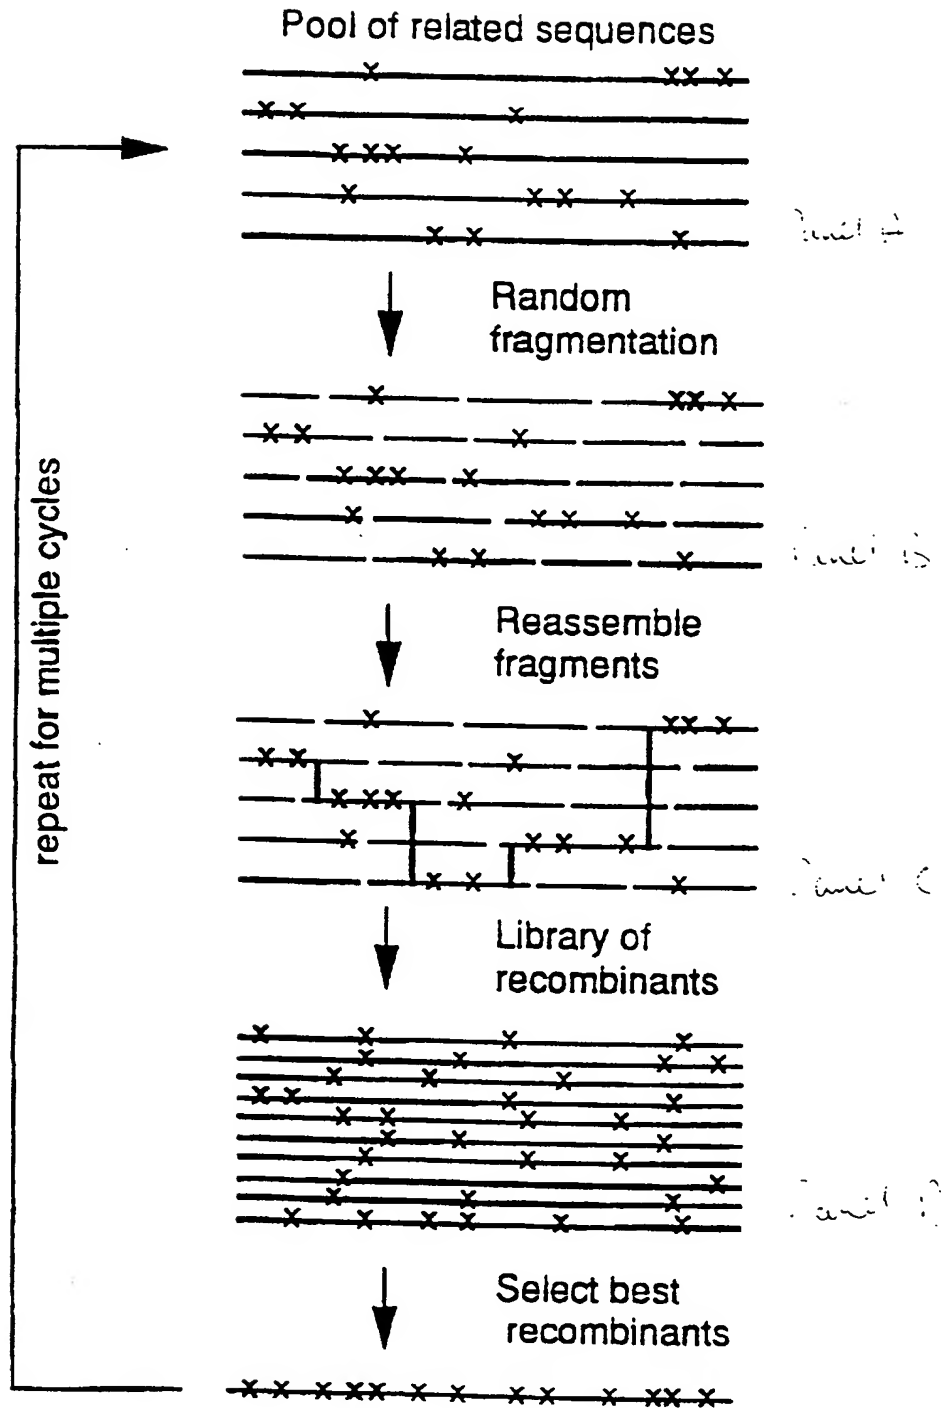 Pool of related sequences
Random
fragmentation
Reassemble
fragments
repeat for multiple cycles
Library of
recombinants
Select best
recombinants